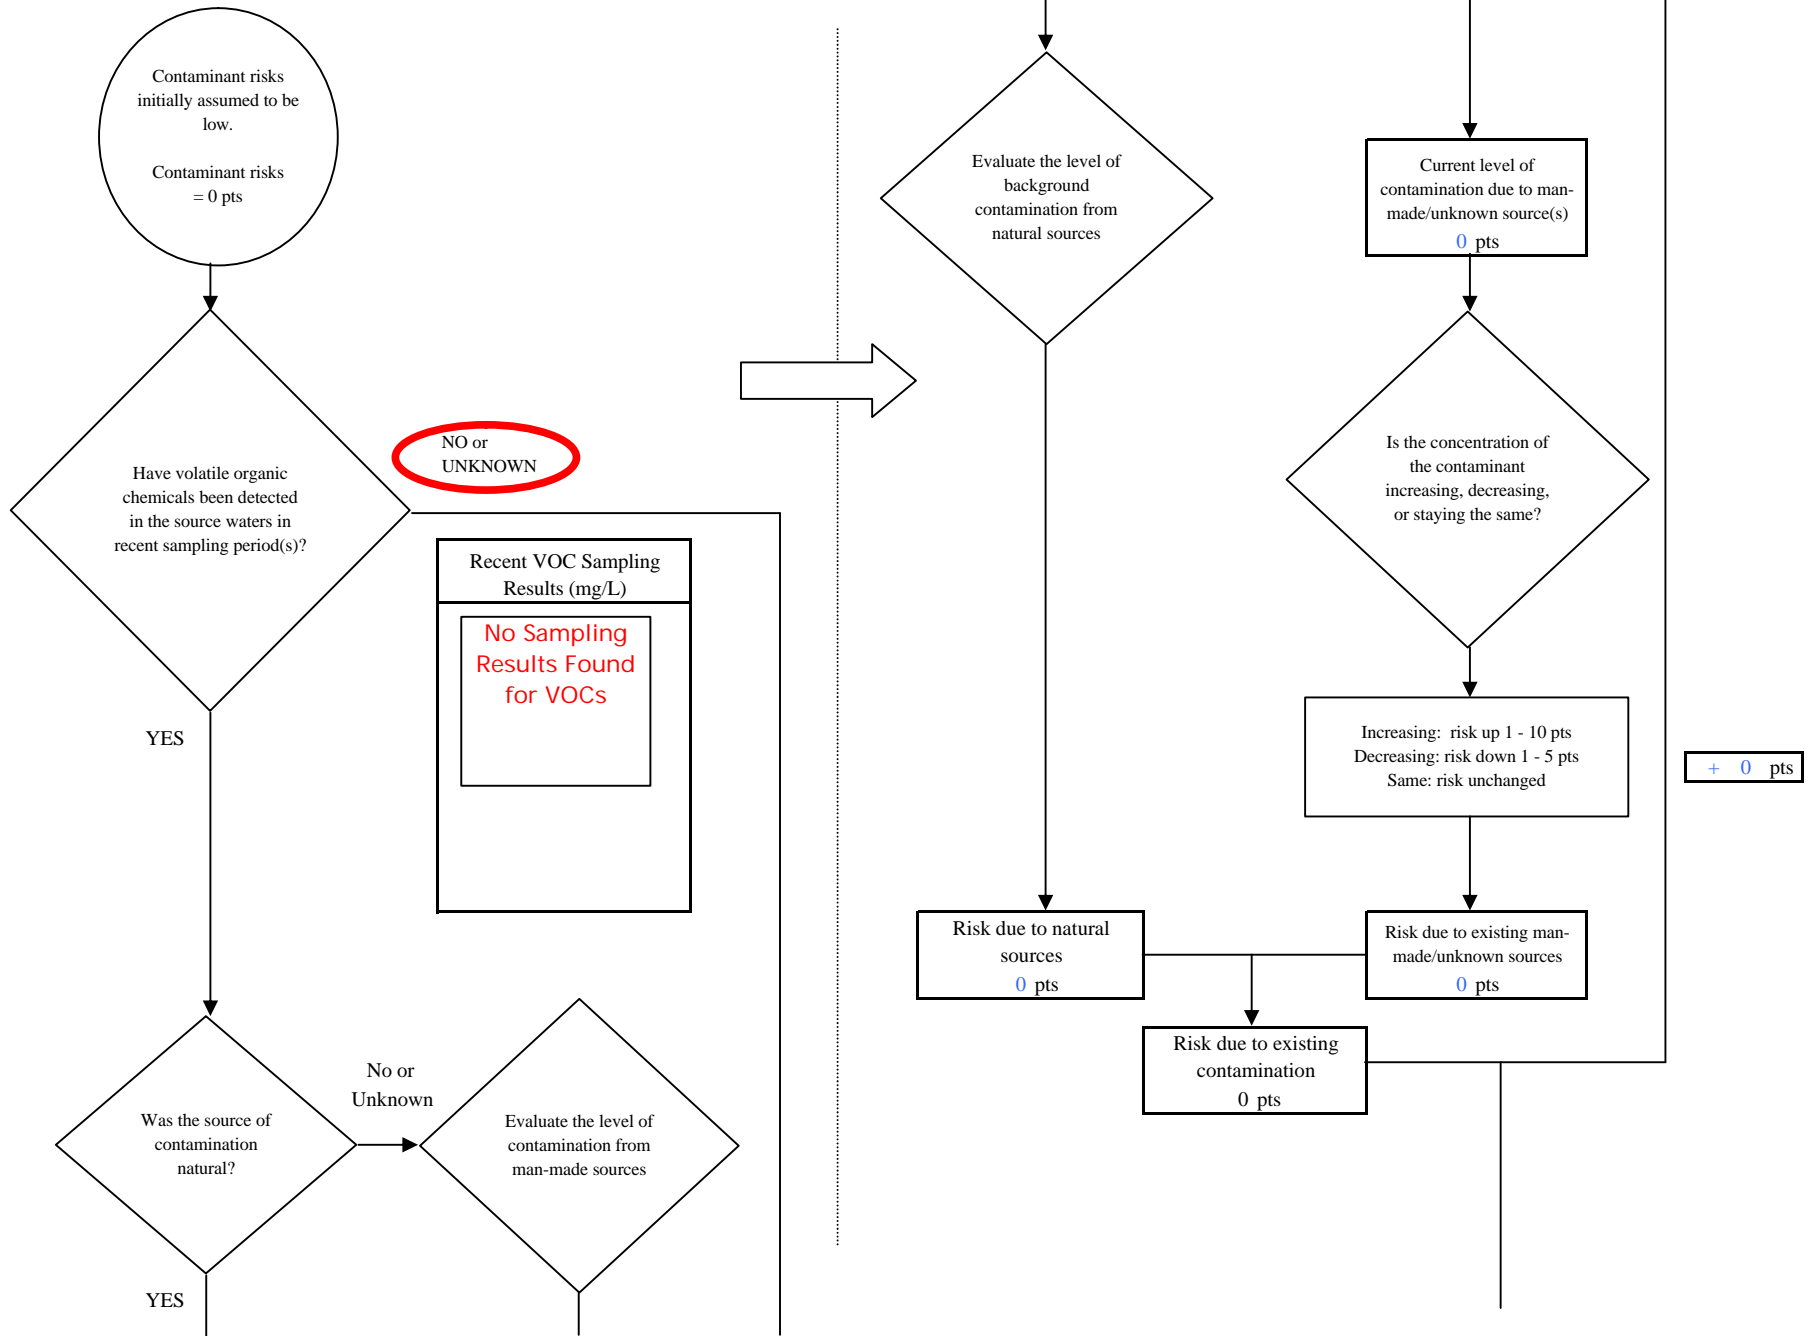 Contaminant risks
initially assumed to be
low.
Contaminant risks
= 0 pts
Have volatile organic
chemicals been detected
in the source waters in
recent sampling period(s)?
NO or
UNKNOWN
Recent VOC Sampling
Results (mg/L)
No Sampling
Results Found
for VOCs
YES
Was the source of
contamination
natural?
No or
Unknown
Evaluate the level of
contamination from
man-made sources
YES
Evaluate the level of
background
contamination from
natural sources
Current level of
contamination due to man-
made/unknown source(s)
0 pts
Is the concentration of
the contaminant
increasing, decreasing,
or staying the same?
Increasing: risk up 1 - 10 pts
Decreasing: risk down 1 - 5 pts
Same: risk unchanged
+ 0 pts
Risk due to natural
sources
0 pts
Risk due to existing man-
made/unknown sources
0 pts
Risk due to existing
contamination
0 pts